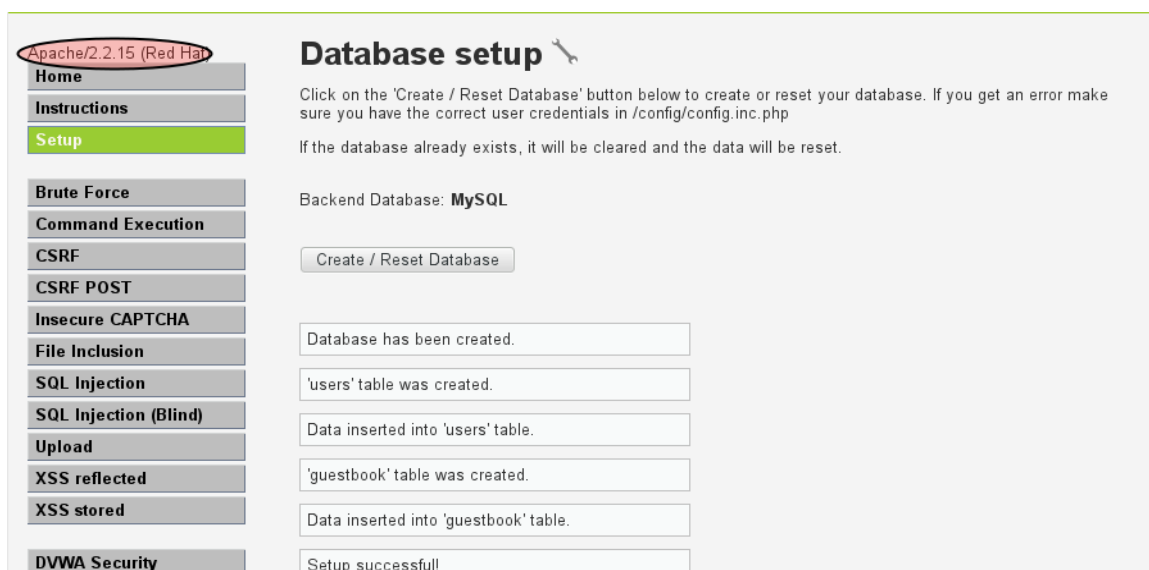 Apache/2.2.15 (Red Hat)
Home
Instructions
Setup
Brute Force
Command Execution
CSRF
CSRF POST
Insecure CAPTCHA
File Inclusion
SQL Injection
SQL Injection (Blind)
Upload
XSS reflected
XSS stored
DVWA Security
Database setup
Click on the 'Create / Reset Database' button below to create or reset your database. If you get an error make
sure you have the correct user credentials in /config/config.inc.php
If the database already exists, it will be cleared and the data will be reset.
Backend Database: MySQL
Create / Reset Database
Database has been created.
'users' table was created.
Data inserted into 'users' table.
'guestbook' table was created.
Data inserted into 'guestbook' table.
Setup successful!